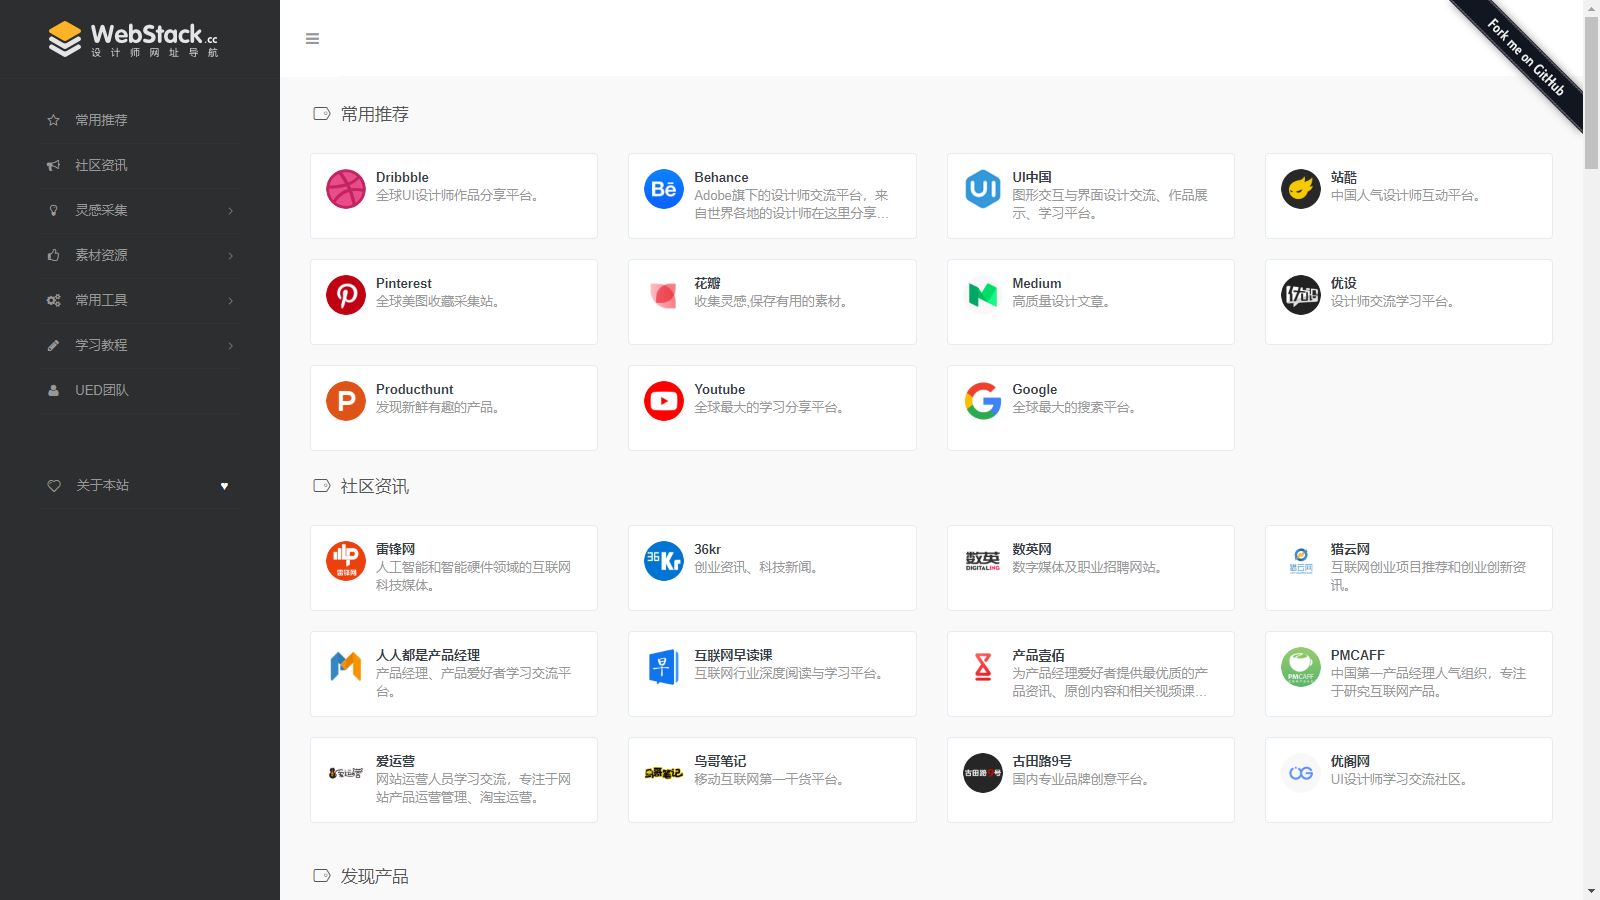 WebStack.cc
设计师网址导航
Fork me on GitHub
常用推荐
社区资讯
灵感采集
素材资源
常用工具
学习教程
UED团队
关于本站
常用推荐
Dribbble
全球UI设计师作品分享平台。
Behance
Adobe旗下的设计师交流平台，来
自世界各地的设计师在这里分享...
UI中国
图形交互与界面设计交流、作品展
示、学习平台。
站酷
中国人气设计师互动平台。
Pinterest
全球美图收藏采集站。
花瓣
收集灵感,保存有用的素材。
Medium
高质量设计文章。
优设
设计师交流学习平台。
Producthunt
发现新鲜有趣的产品。
Youtube
全球最大的学习分享平台。
Google
全球最大的搜索平台。
社区资讯
雷锋网
人工智能和智能硬件领域的互联网
科技媒体。
36kr
创业资讯、科技新闻。
数英网
数字媒体及职业招聘网站。
猎云网
互联网创业项目推荐和创业创新资
讯。
人人都是产品经理
产品经理、产品爱好者学习交流平
台。
互联网早读课
互联网行业深度阅读与学习平台。
产品壹佰
为产品经理爱好者提供最优质的产
品资讯、原创内容和相关视频课...
PMCAFF
中国第一产品经理人气组织，专注
于研究互联网产品。
爱运营
网站运营人员学习交流，专注于网
站产品运营管理、淘宝运营。
鸟哥笔记
移动互联网第一干货平台。
古田路9号
国内专业品牌创意平台。
优阁网
UI设计师学习交流社区。
发现产品